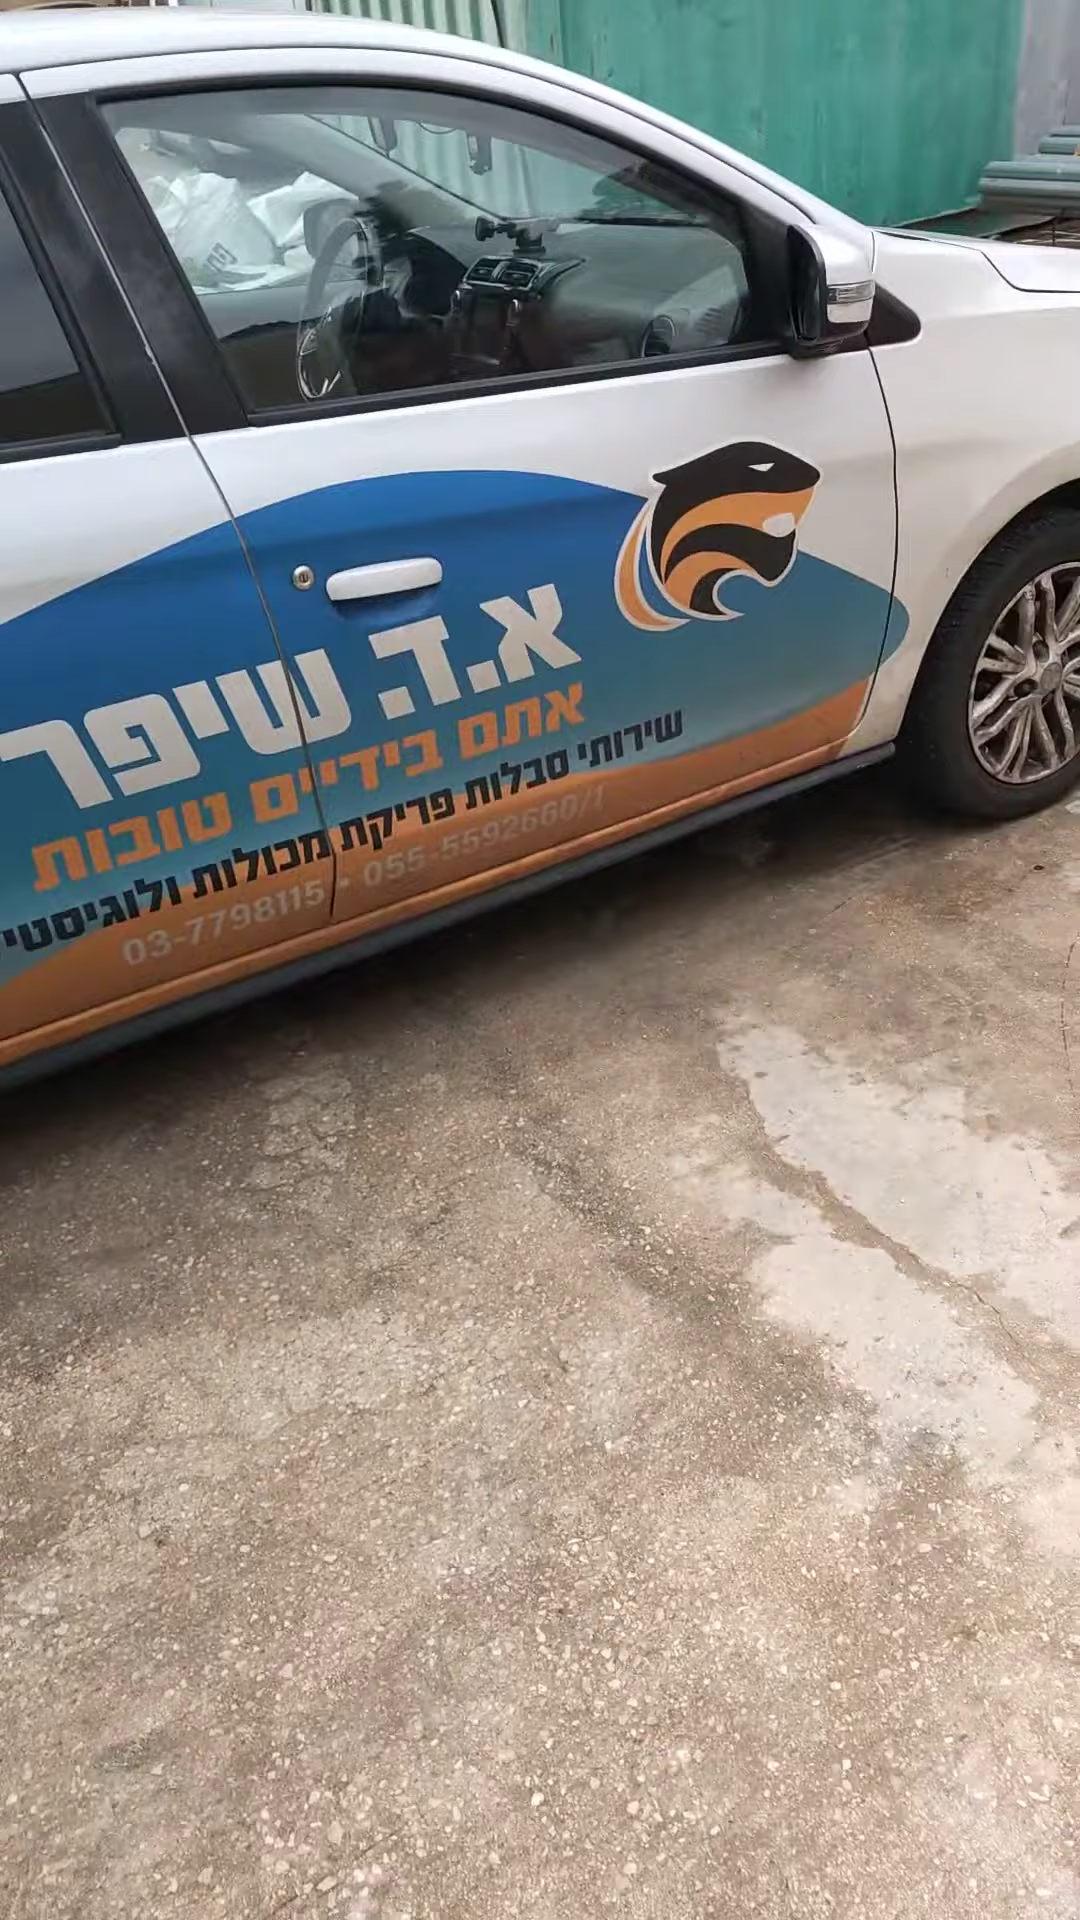 א.ד. שיפר
אתם בידיים טובות
שירותי סבלות פריקת מכולות ולוגיסטי
03-7798115 • 055-5592660/1